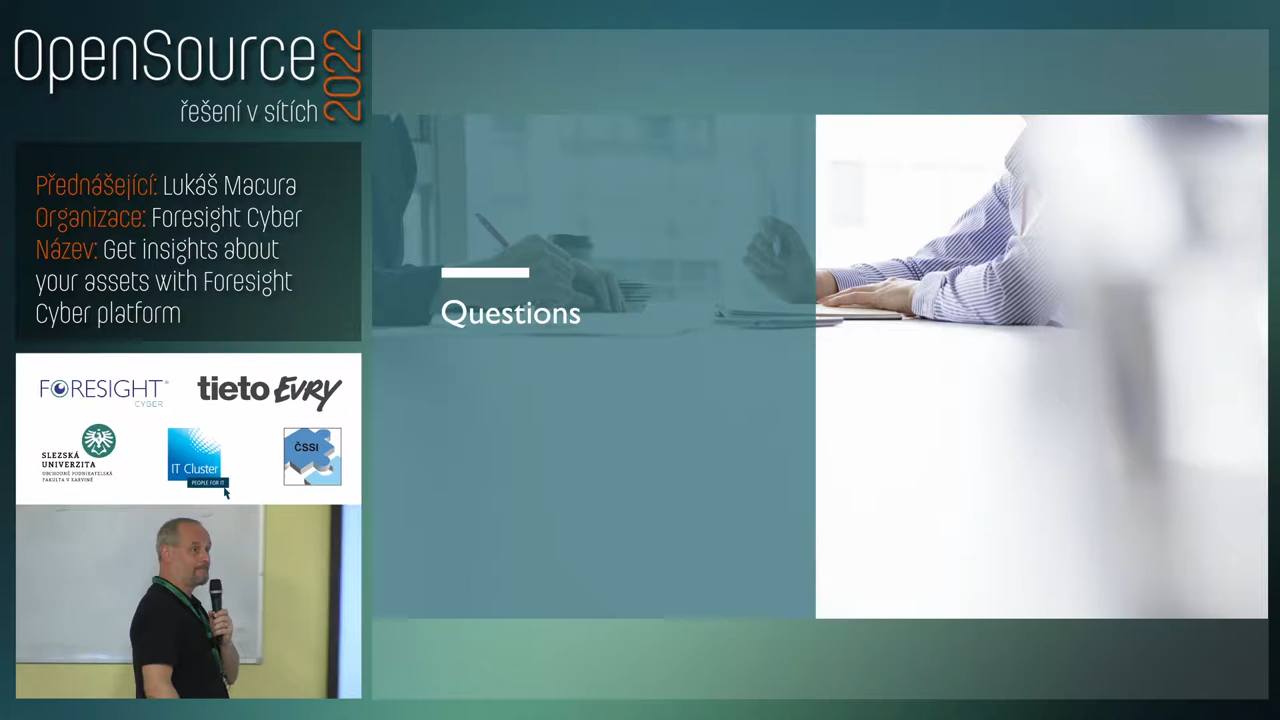 OpenSource
2022
řešení v sítích
Přednášející: Lukáš Macura
Organizace: Foresight Cyber
Název: Get insights about
your assets with Foresight
Cyber platform
FORESIGHT®
CYBER
tieto EVRY
SLEZSKÁ
UNIVERZITA
OBCHODNĚ PODNIKATELSKÁ
FAKULTA V KARVINÉ
IT Cluster
PEOPLE FOR IT
ČSSI
Questions